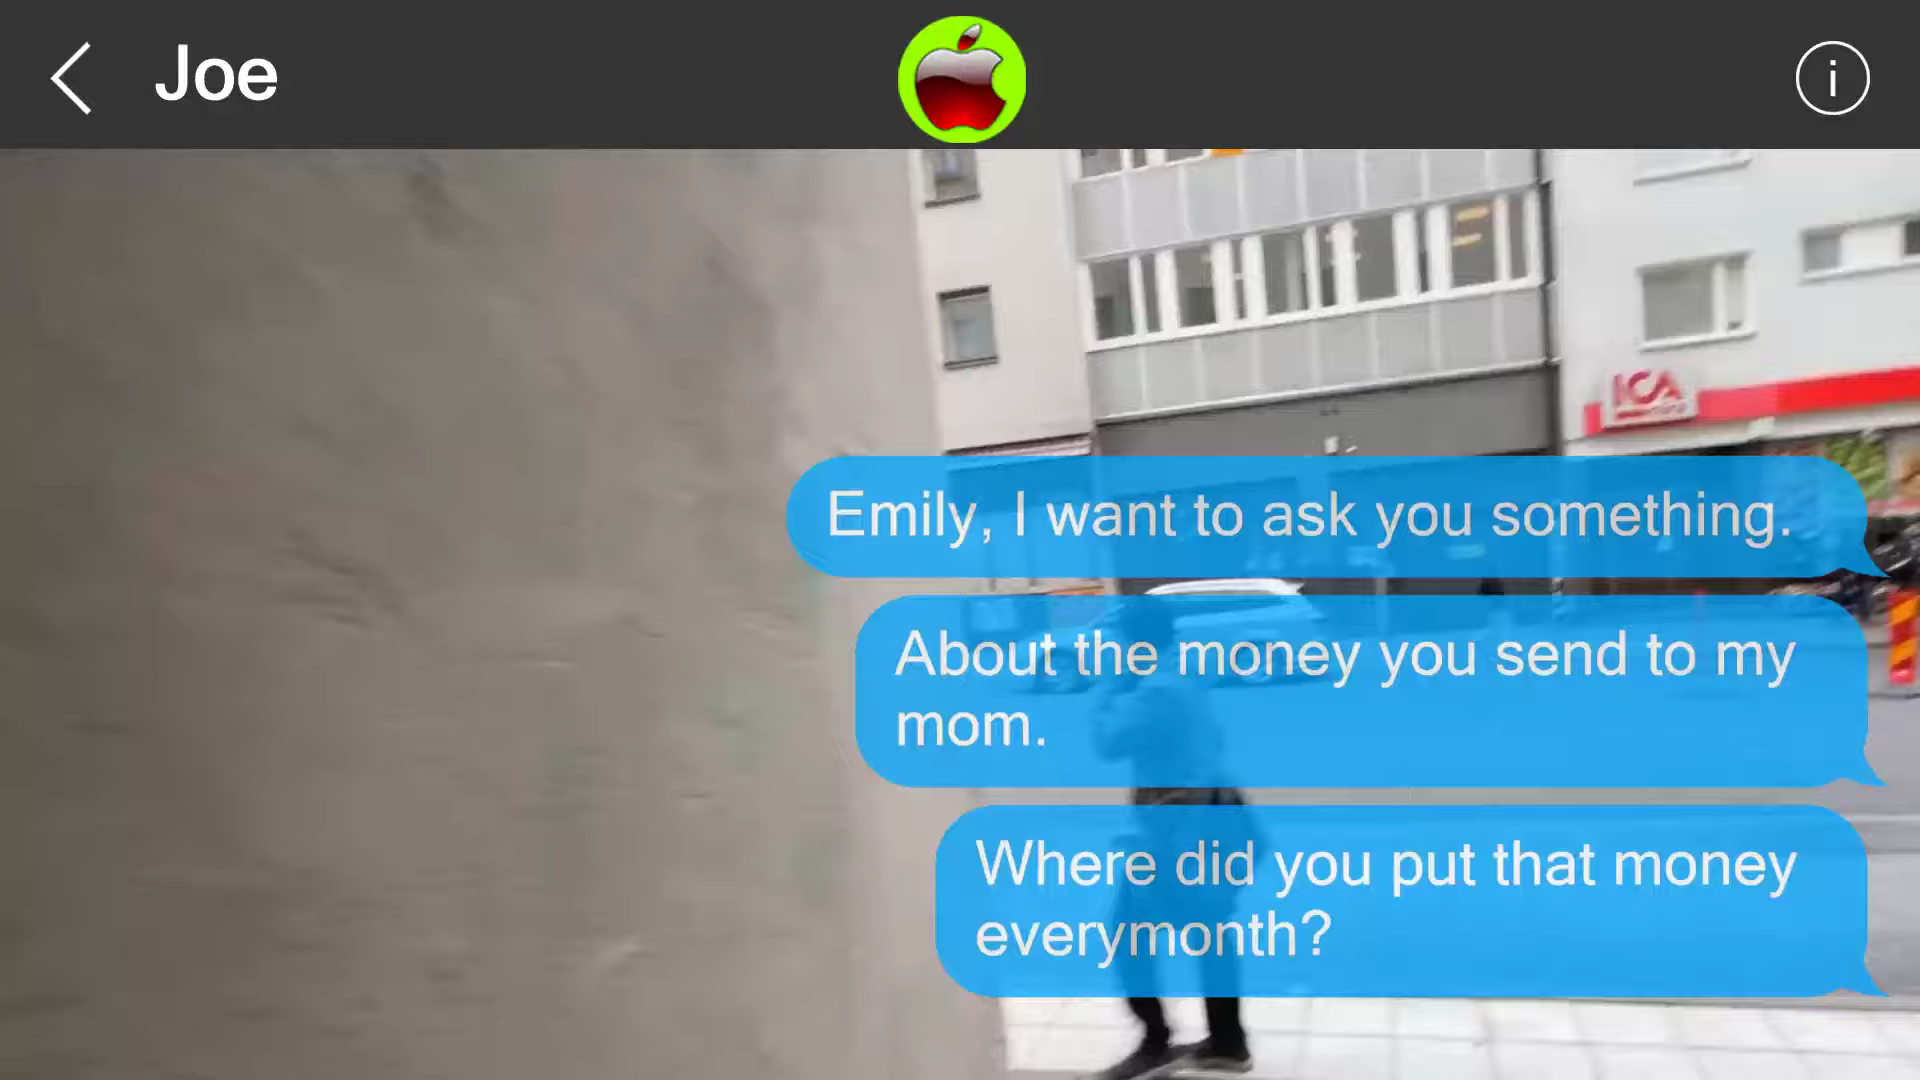 Joe
i
ICA
Emily, I want to ask you something.
About the money you send to my
mom.
Where did you put that money
everymonth?